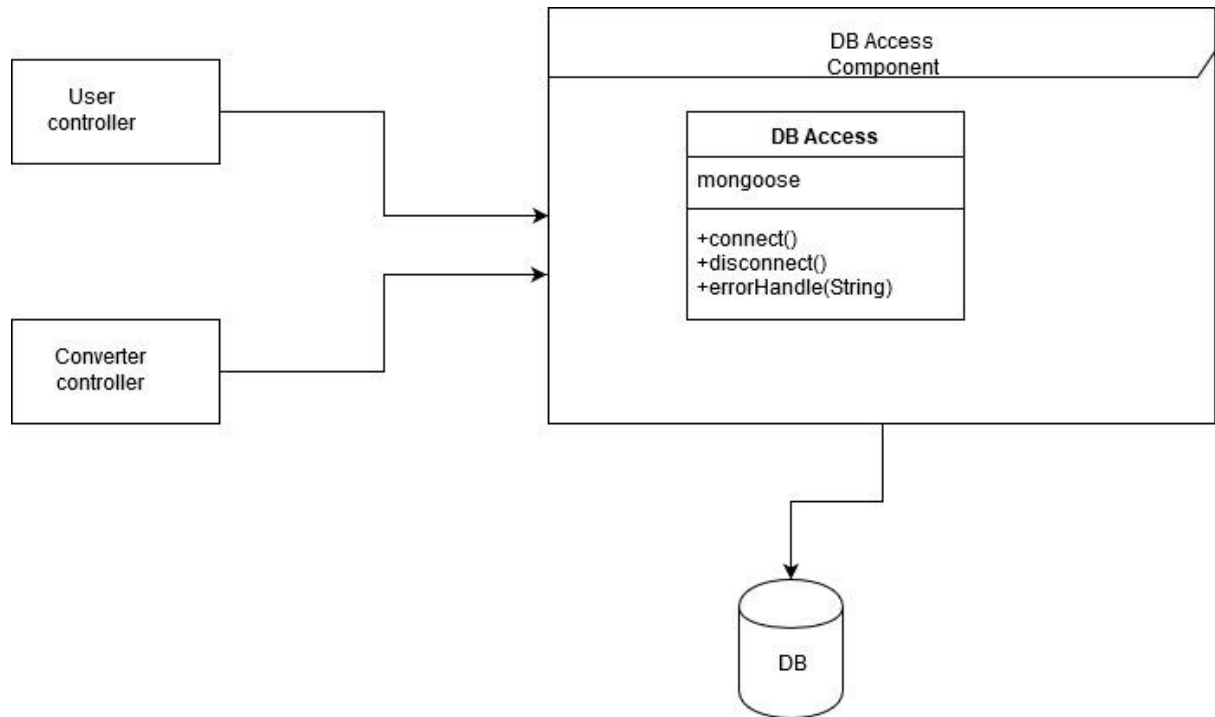 User
controller
DB Access
Component
DB Access
mongoose
+connect()
+disconnect()
+errorHandle(String)
Converter
controller
DB